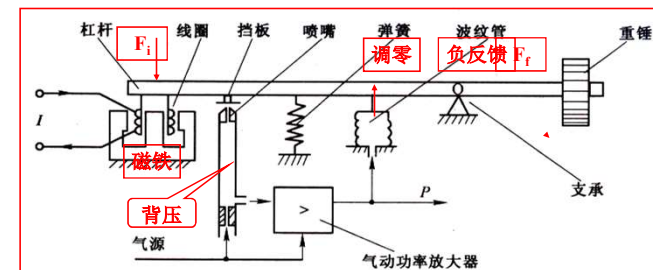 杠杆
Fi
线圈
挡板
喷嘴
弹簧
调零
波纹管
负反馈
Ff
重锤
I
磁铁
背压
>
P
支承
气源
气动功率放大器